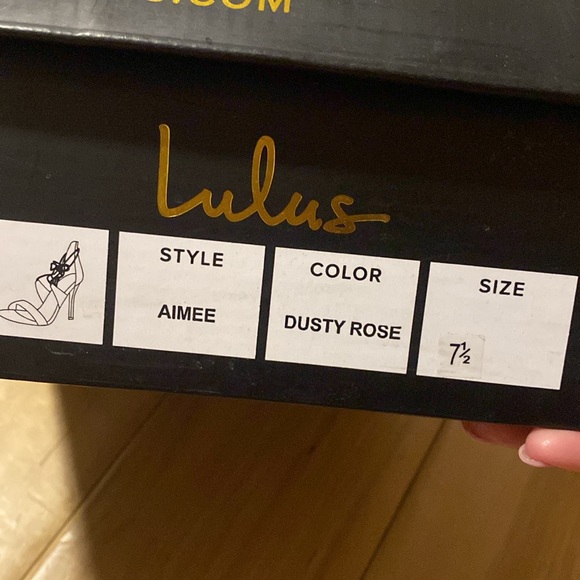 .COM
Lulus
STYLE
AIMEE
COLOR
DUSTY ROSE
SIZE
7½